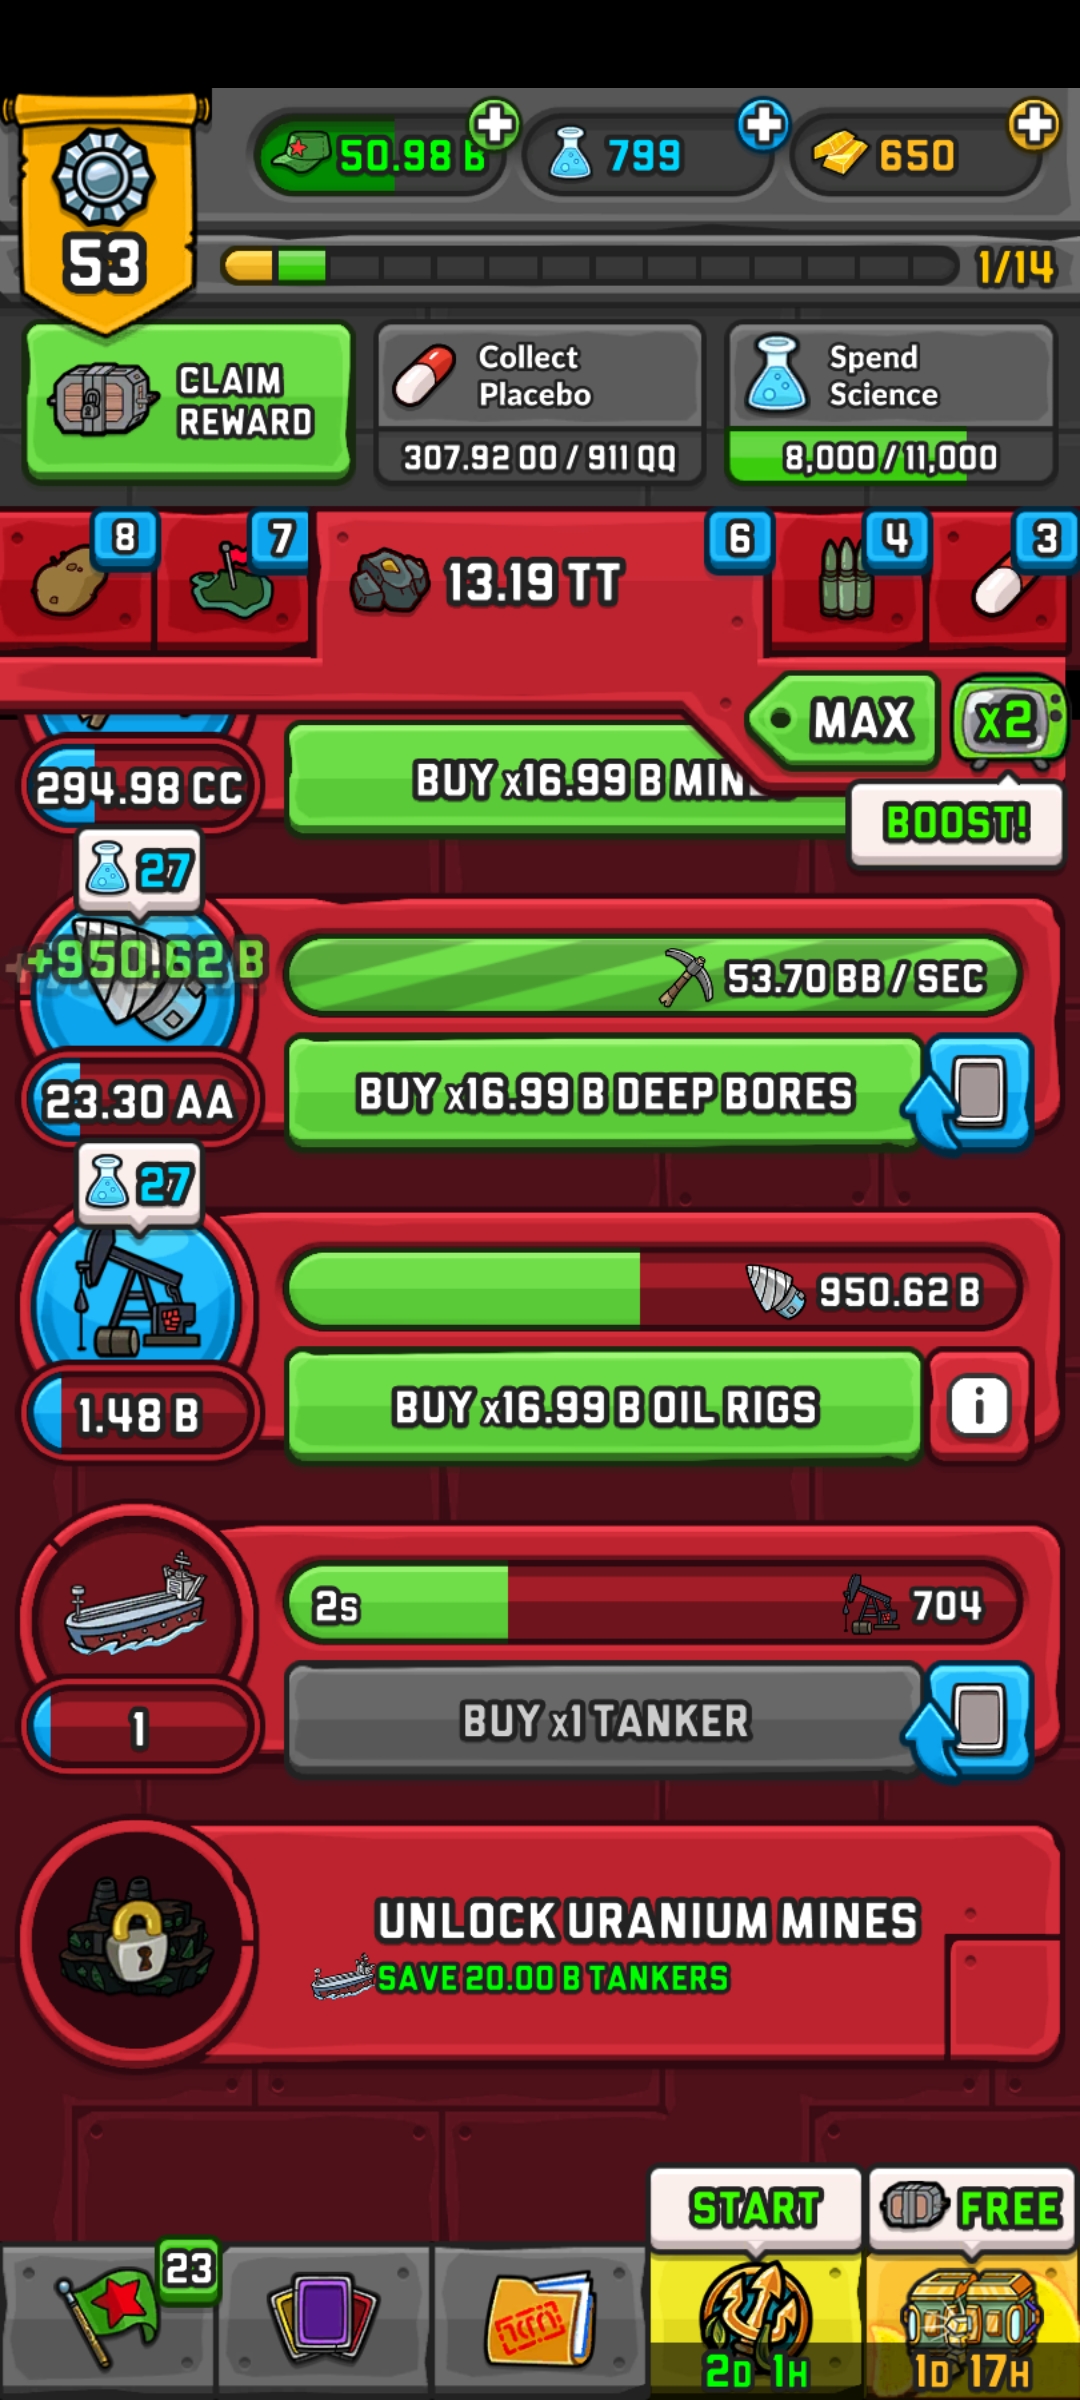 50.98 B
799
650
53
1/14
CLAIM
REWARD
Collect
Placebo
307.92 OO / 911 QQ
Spend
Science
8,000 / 11,000
8
7
13.19 TT
6
4
3
MAX
x2
BOOST!
294.98 CC
BUY x16.99 B MIN
27
+950.62 B
53.70 BB / SEC
23.30 AA
BUY x16.99 B DEEP BORES
27
950.62 B
1.48 B
BUY x16.99 B OIL RIGS
i
2s
704
1
BUY x1 TANKER
UNLOCK URANIUM MINES
SAVE 20.00 B TANKERS
START
FREE
23
2D 1H
1D 17H